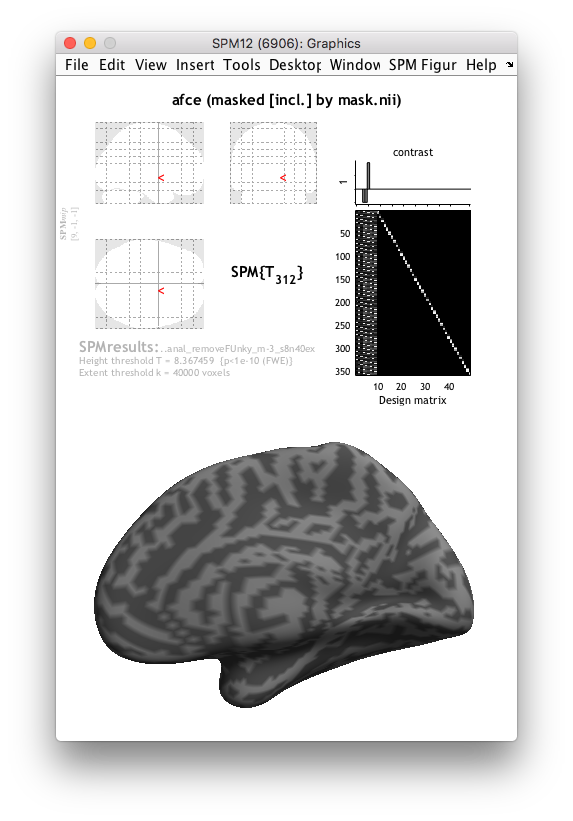 SPM12 (6906): Graphics
File Edit View Insert Tools Desktop Window SPM Figur Help
afce (masked [incl.] by mask.nii)
contrast
1
<
<
SPMmip
[9, -1, -1]
<
SPM{T312}
50
100
150
200
250
300
350
10 20 30 40
Design matrix
SPMresults:..anal_removeFUnky_m-3_s8n40ex
Height threshold T = 8.367459 {p<1e-10 (FWE)}
Extent threshold k = 40000 voxels